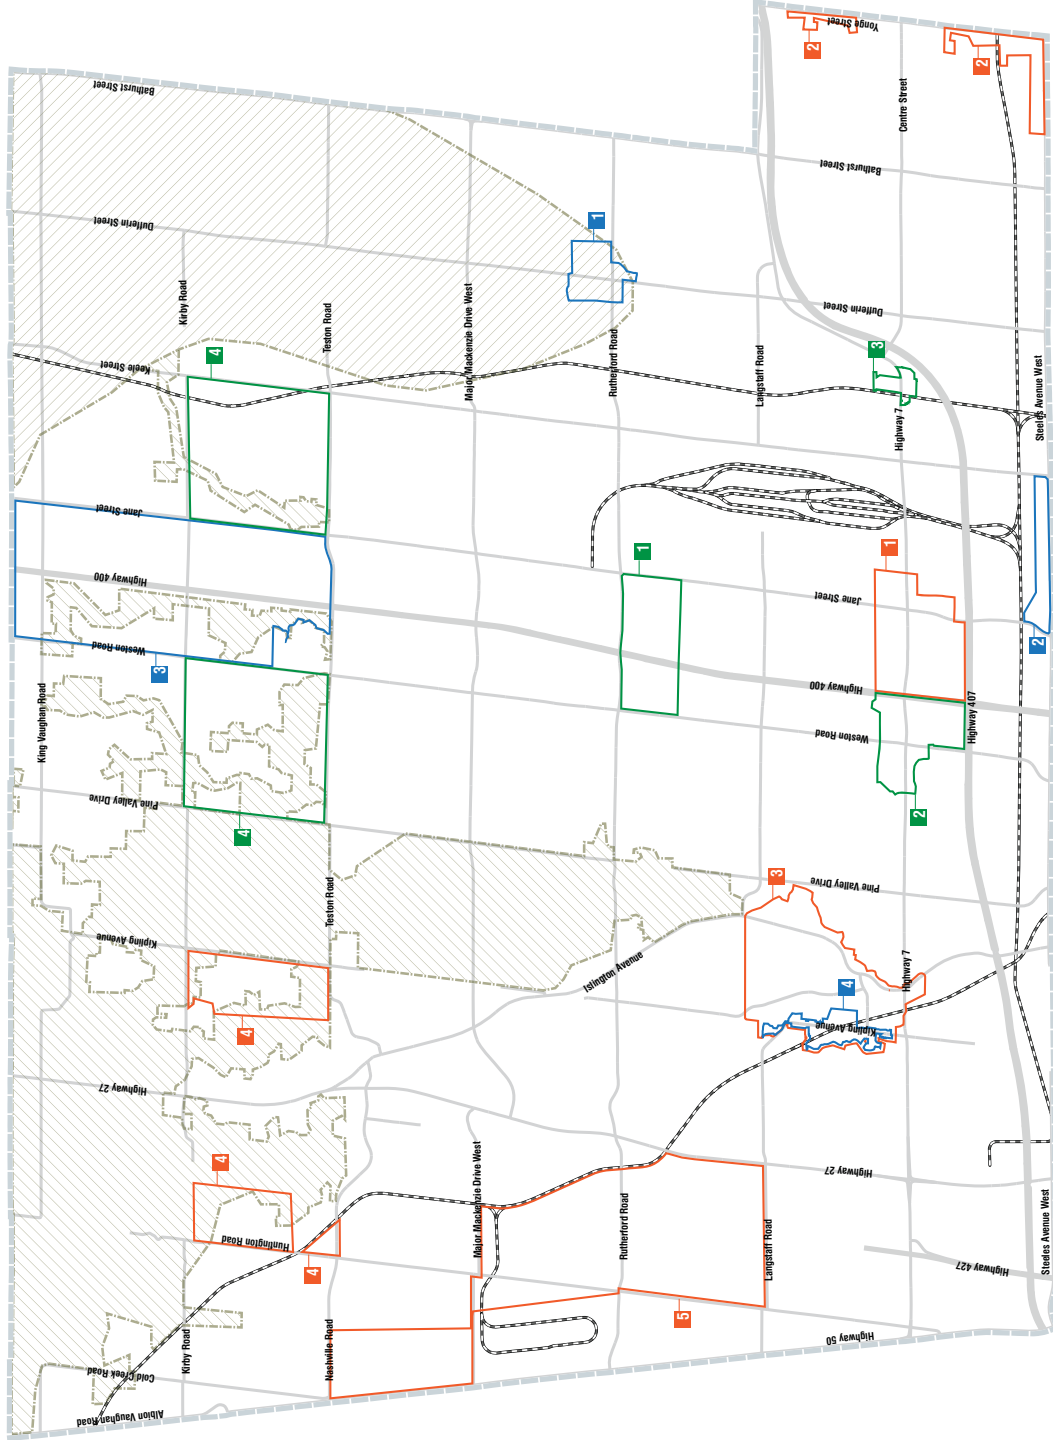 Yonge Street
2
2
Bathurst Street
Centre Street
Bathurst Street
Dufferin Street
1
Kirby Road
Teston Road
Major Mackenzie Drive West
Rutherford Road
Langstaff Road
Dufferin Street
Keele Street
4
3
Highway 7
Steeles Avenue West
Jane Street
Highway 400
1
1
Jane Street
2
Weston Road
3
King Vaughan Road
Highway 400
Highway 407
Weston Road
Pine Valley Drive
4
2
Teston Road
3
Pine Valley Drive
Kipling Avenue
Islington Avenue
Highway 7
4
4
Kipling Avenue
Highway 27
4
Highway 27
Major Mackenzie Drive West
Rutherford Road
Langstaff Road
Steeles Avenue West
Huntington Road
4
Highway 427
5
Highway 50
Kirby Road
Nashville Road
Cold Creek Road
Albion Vaughan Road